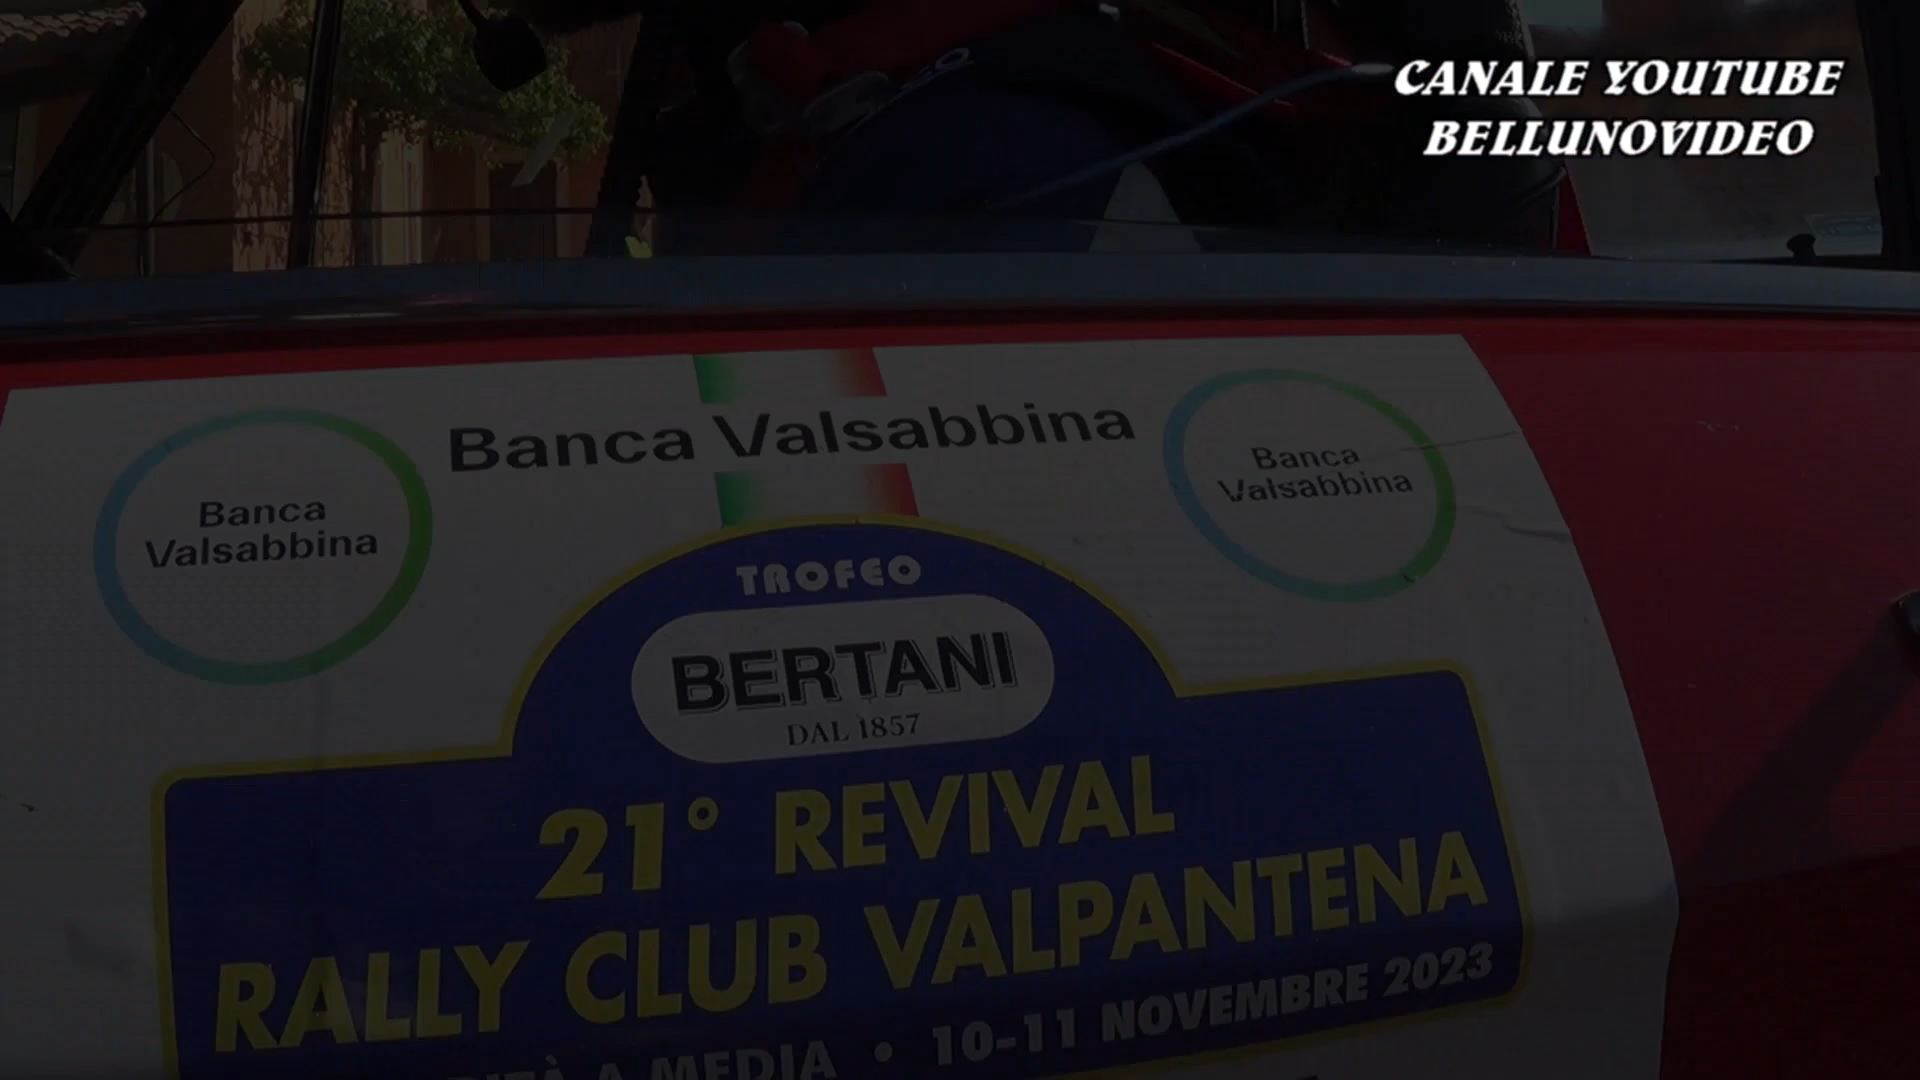 CANALE YOUTUBE
BELLUNOVIDEO
Banca Valsabbina
Banca
Valsabbina
Banca
Valsabbina
TROFEO
BERTANI
DAL 1857
21° REVIVAL
RALLY CLUB VALPANTENA
A MEDIA • 10-11 NOVEMBRE 2023